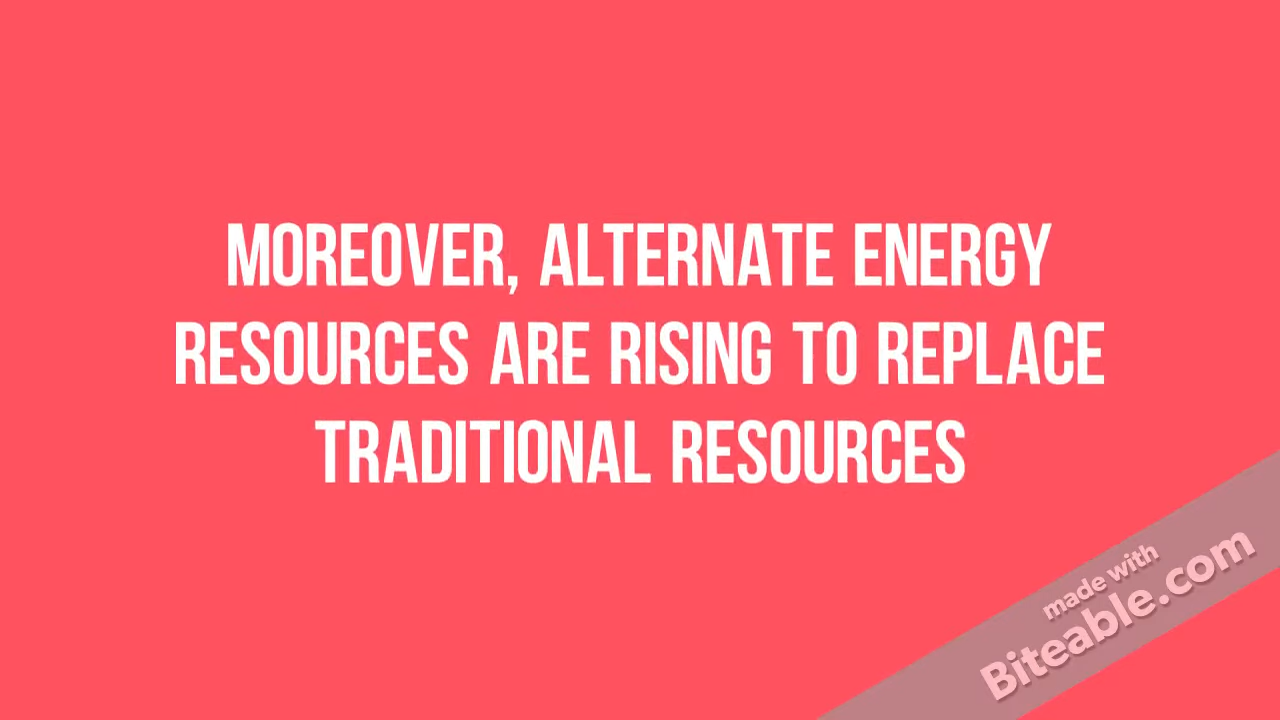 MOREOVER, ALTERNATE ENERGY
RESOURCES ARE RISING TO REPLACE
TRADITIONAL RESOURCES
made with
Biteable.com